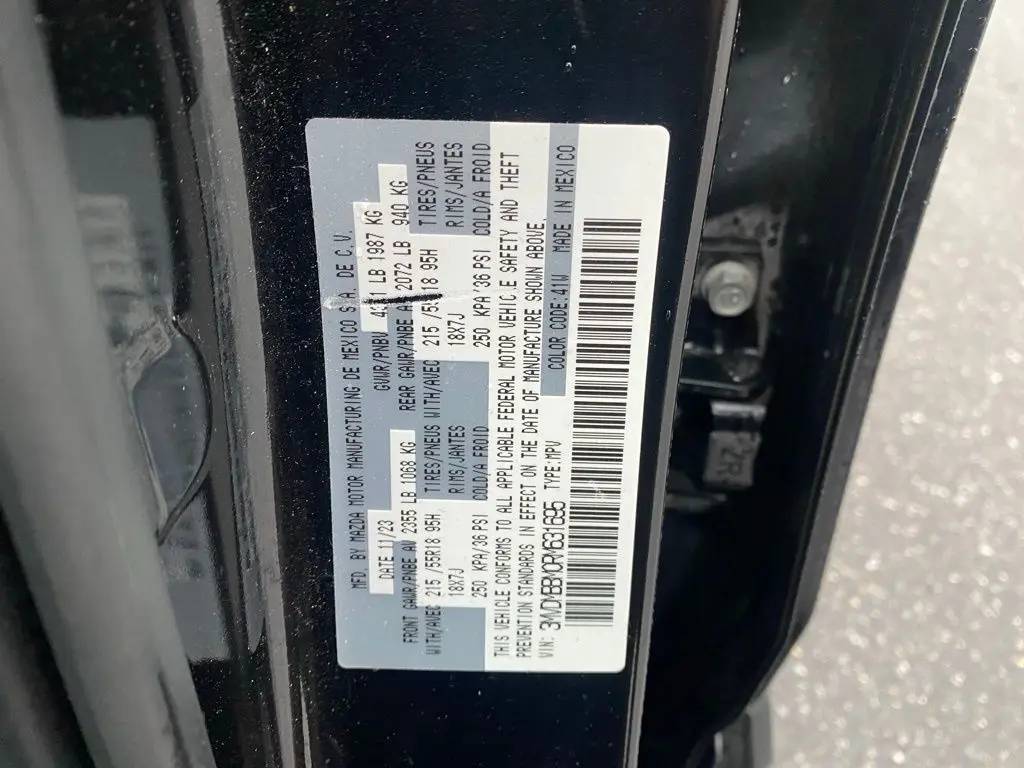 MFD. BY MAZDA MOTOR MANUFACTURING DE MEXICO S.A. DE C.V.
DATE 11/23 GVWR/PNBV LB 1987 KG
FRONT GAWR/PNBE AV 2355 LB 1068 KG REAR GAWR/PNBE AR 2072 LB 940 KG
WITH/AVEC 215 /55R18 95H TIRES/PNEUS WITH/AVEC 215 95H TIRES/PNEUS
18X7J RIMS/JANTES 18X7J RIMS/JANTES
250 KPA/36 PSI COLD/A FROID 250 KPA/36 PSI COLD/A FROID
THIS VEHICLE CONFORMS TO ALL APPLICABLE FEDERAL MOTOR VEHICLE SAFETY AND THEFT
PREVENTION STANDARDS IN EFFECT ON THE DATE OF MANUFACTURE SHOWN ABOVE.
VIN: TYPE:MPV COLOR CODE:41W MADE IN MEXICO